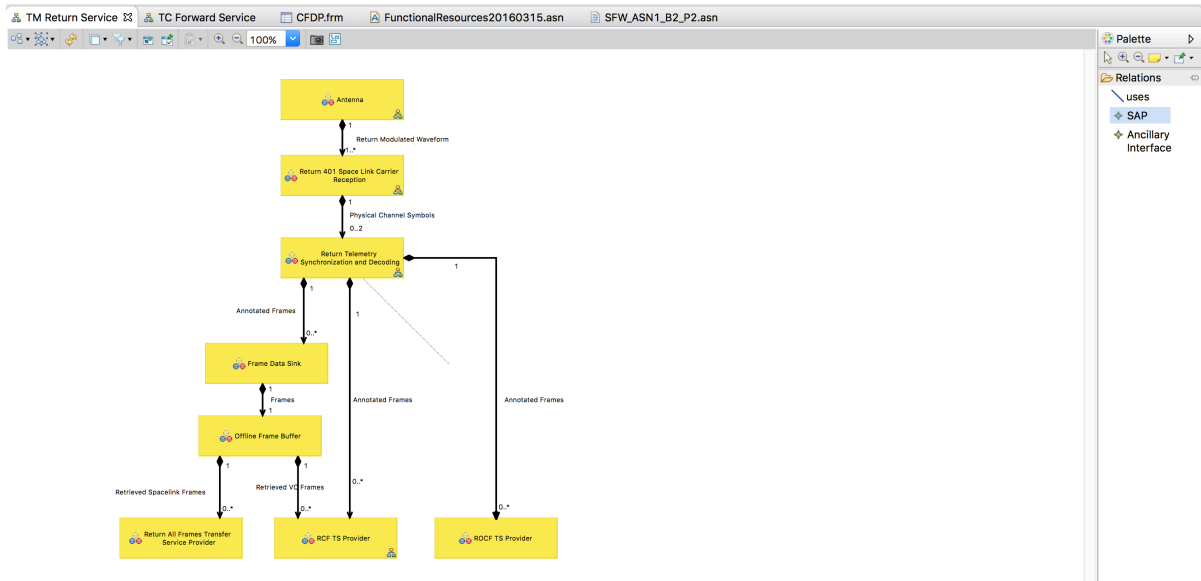 TM Return Service
TC Forward Service
CFDP.frm
FunctionalResources20160315.asn
SFW_ASN1_B2_P2.asn
100%
Palette
Relations
uses
SAP
Ancillary
Interface
Antenna
1
Return Modulated Waveform
1..*
Return 401 Space Link Carrier
Reception
1
Physical Channel Symbols
0..2
Return Telemetry
Synchronization and Decoding
1
1
1
Annotated Frames
0..*
Frame Data Sink
1
Frames
1
Annotated Frames
Annotated Frames
Offline Frame Buffer
1
1
Retrieved Spacelink Frames
Retrieved VC Frames
0..*
0..*
0..*
0..*
Return All Frames Transfer
Service Provider
RCF TS Provider
ROCF TS Provider